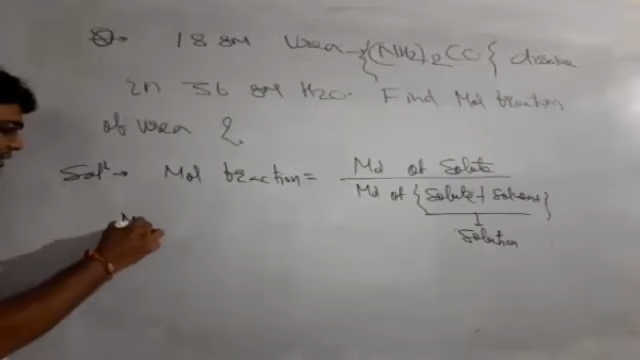 Q→ 18 gm Urea - {(NH2)2CO{ dissolve
in 36 gm H2O. Find Mol fraction
of urea ?
Solⁿ → Mol fraction = Mol of Solute / Mol of {Solute + Solvent}
Solution